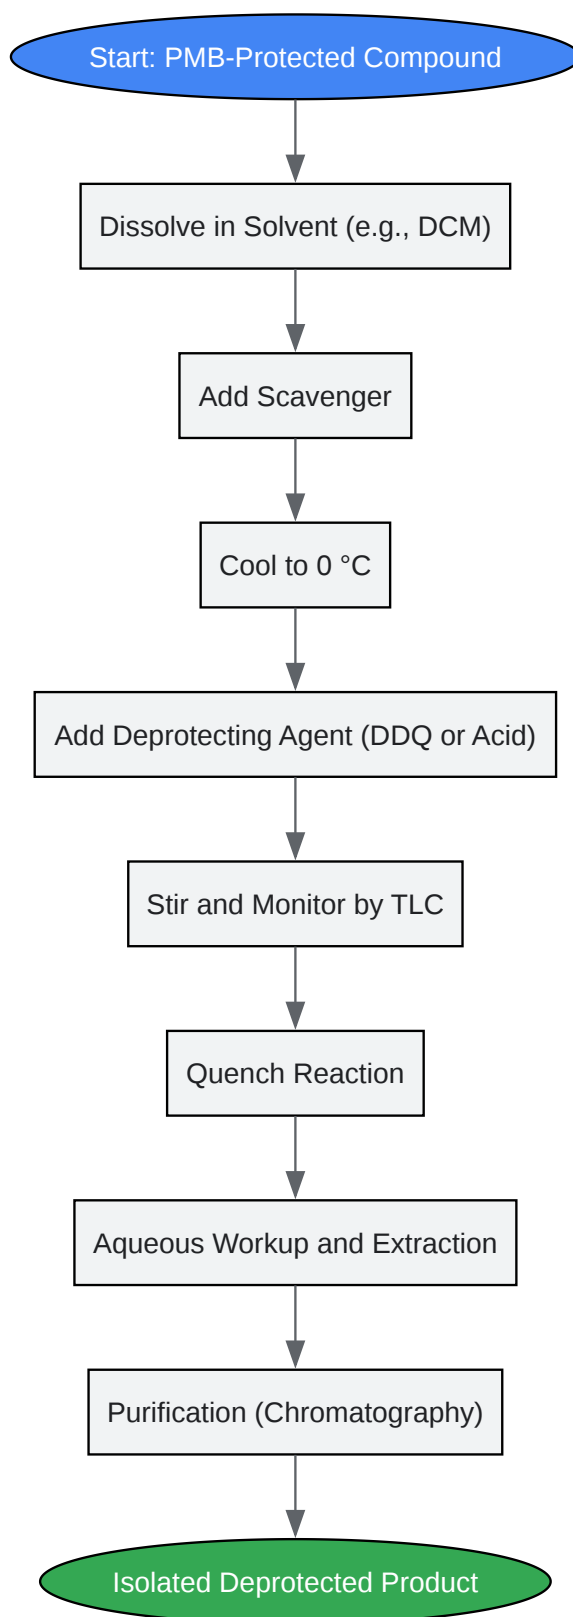 Start: PMB-Protected Compound
Dissolve in Solvent (e.g., DCM)
Add Scavenger
Cool to 0 °C
Add Deprotecting Agent (DDQ or Acid)
Stir and Monitor by TLC
Quench Reaction
Aqueous Workup and Extraction
Purification (Chromatography)
Isolated Deprotected Product